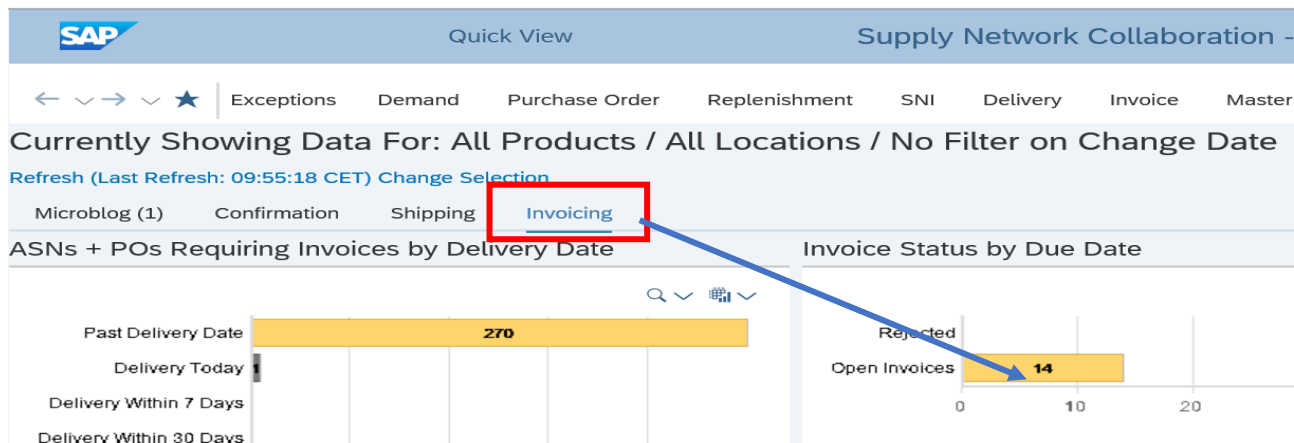 SAP Quick View Supply Network Collaboration -
Exceptions Demand Purchase Order Replenishment SNI Delivery Invoice Master
Currently Showing Data For: All Products / All Locations / No Filter on Change Date
Refresh (Last Refresh: 09:55:18 CET) Change Selection
Microblog (1) Confirmation Shipping Invoicing
ASNs + POs Requiring Invoices by Delivery Date
Past Delivery Date 270
Delivery Today 1
Delivery Within 7 Days
Delivery Within 30 Days
Invoice Status by Due Date
Rejected
Open Invoices 14
0 10 20